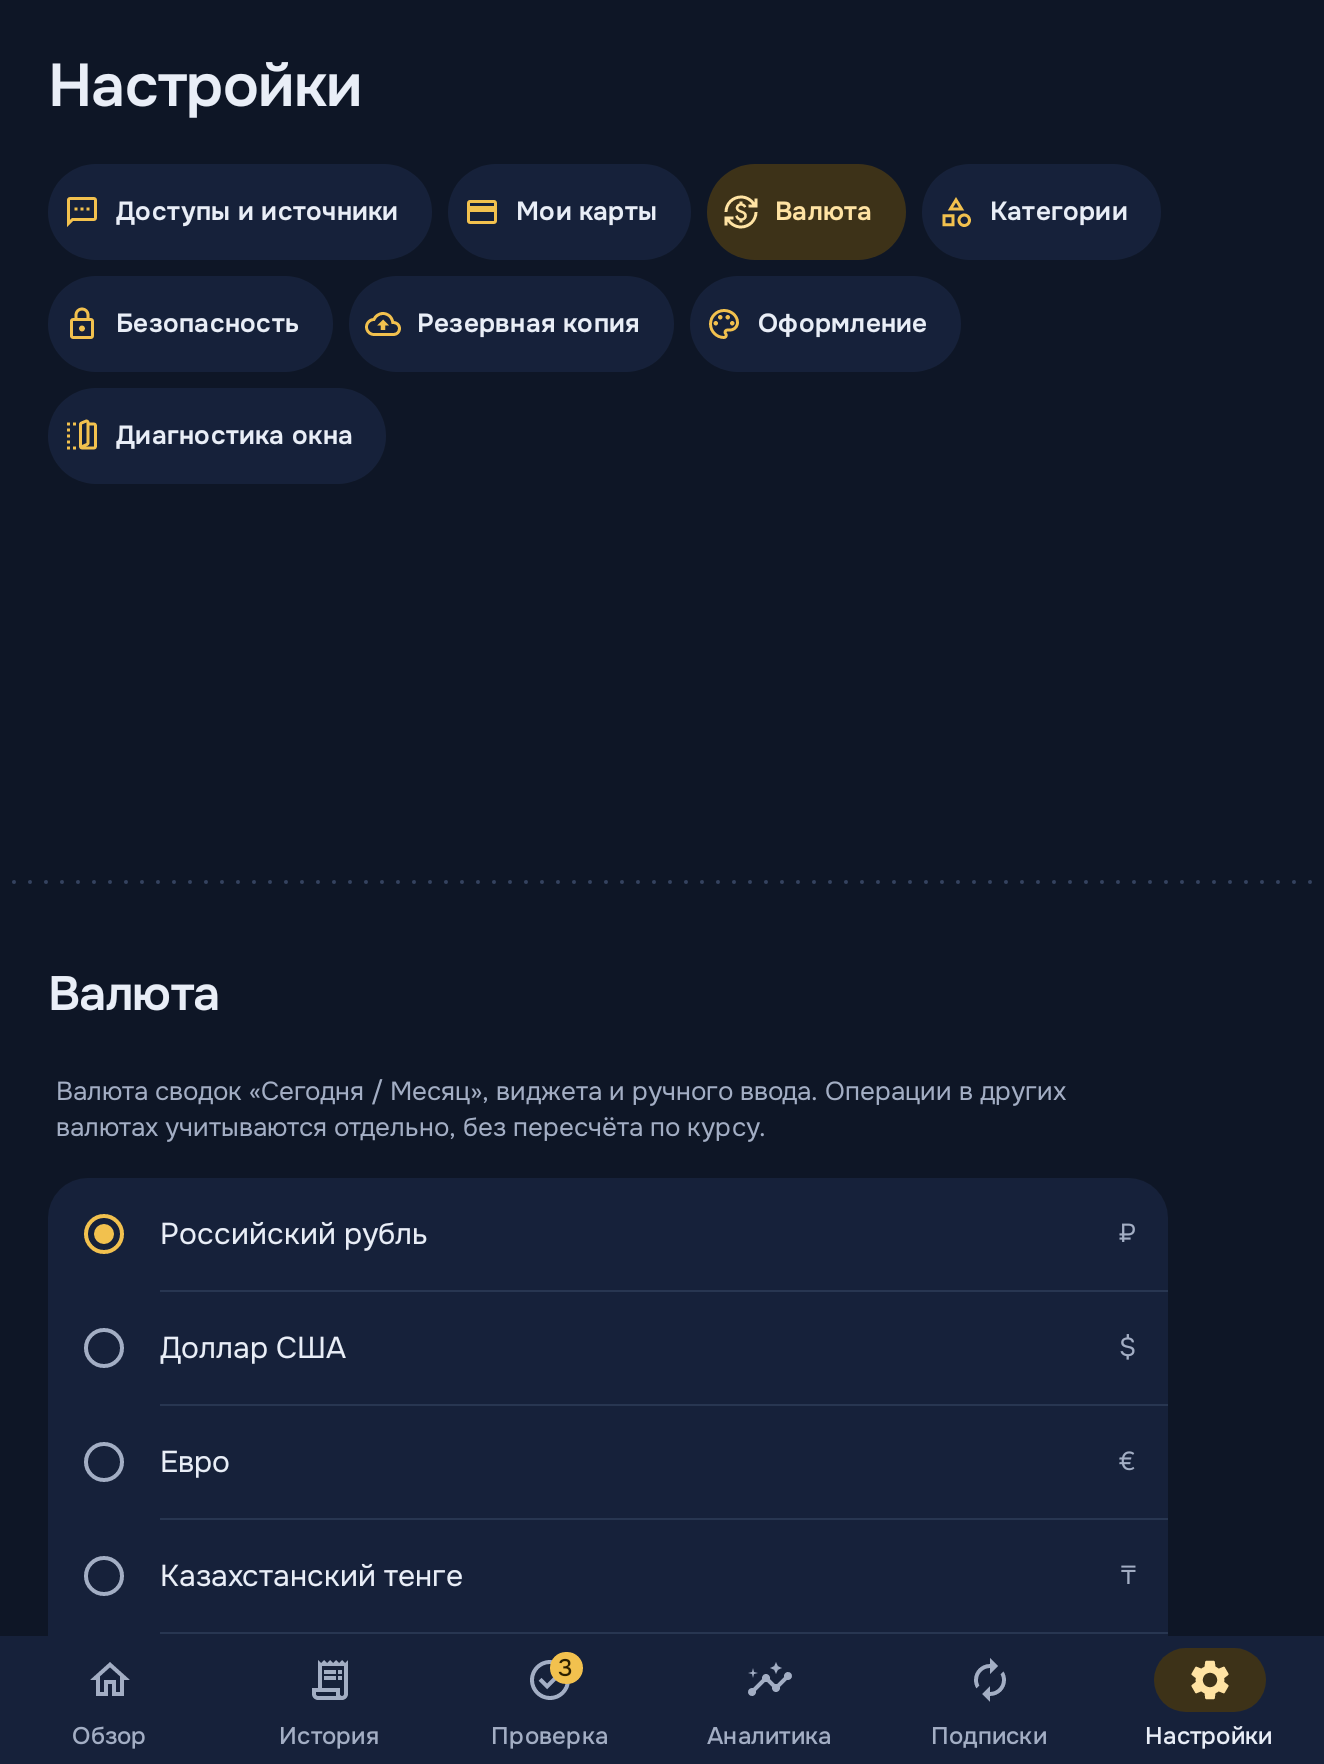 Настройки
Доступы и источники
Мои карты
Валюта
Категории
Безопасность
Резервная копия
Оформление
Диагностика окна
Валюта
Валюта сводок «Сегодня / Месяц», виджета и ручного ввода. Операции в других
валютах учитываются отдельно, без пересчёта по курсу.
Российский рубль ₽
Доллар США $
Евро €
Казахстанский тенге ₸
3
Обзор
История
Проверка
Аналитика
Подписки
Настройки